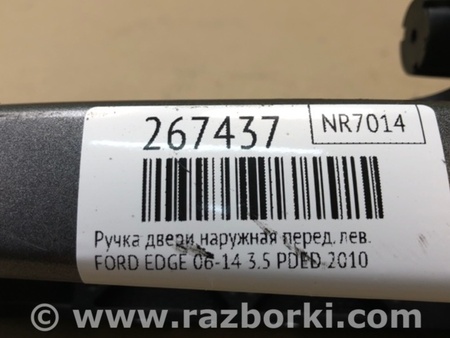 267437
NR7014
Ручка двери наружная перед. лев.
FORD EDGE 06-14 3.5 PDED 2010
© www.razborki.com